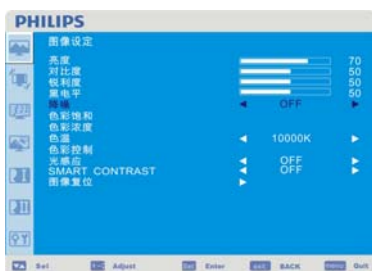 PHILIPS
图像设定
亮度 70
对比度 50
锐利度 50
黑电平 50
降噪 OFF
色彩饱和
色彩浓度
色温 10000K
色彩控制
光感应 OFF
SMART CONTRAST OFF
图像复位
Sel Adjust Enter EXIT BACK MENU Quit